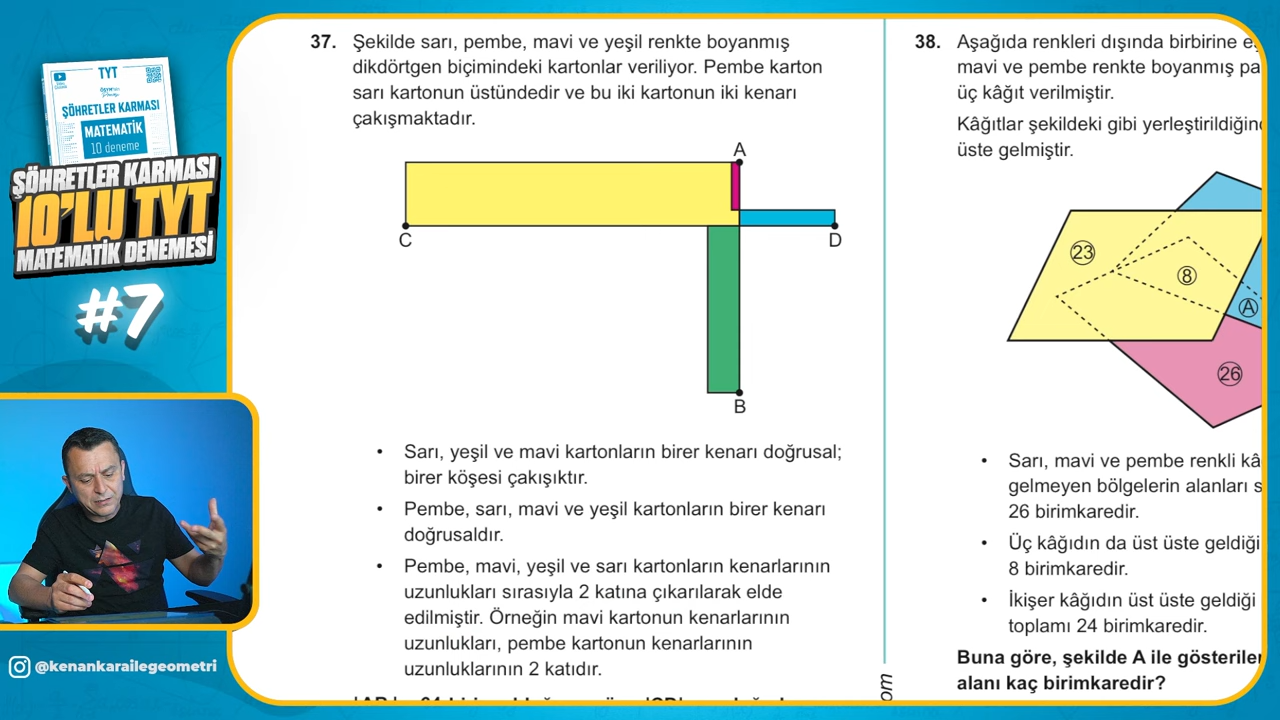 TYT
ŞÖHRETLER KARMASI
MATEMATİK
10 deneme
ŞÖHRETLER KARMASI
10'LU TYT
MATEMATİK DENEMESİ
#7
@kenankarailegeometri
37. Şekilde sarı, pembe, mavi ve yeşil renkte boyanmış
dikdörtgen biçimindeki kartonlar veriliyor. Pembe karton
sarı kartonun üstündedir ve bu iki kartonun iki kenarı
çakışmaktadır.
A
C
D
B
• Sarı, yeşil ve mavi kartonların birer kenarı doğrusal;
birer köşesi çakışıktır.
• Pembe, sarı, mavi ve yeşil kartonların birer kenarı
doğrusaldır.
• Pembe, mavi, yeşil ve sarı kartonların kenarlarının
uzunlukları sırasıyla 2 katına çıkarılarak elde
edilmiştir. Örneğin mavi kartonun kenarlarının
uzunlukları, pembe kartonun kenarlarının
uzunluklarının 2 katıdır.
om
38. Aşağıda renkleri dışında birbirine
mavi ve pembe renkte boyanmış pa
üç kâğıt verilmiştir.
Kâğıtlar şekildeki gibi yerleştirildiğin
üste gelmiştir.
23
8
A
26
• Sarı, mavi ve pembe renkli kâ
gelmeyen bölgelerin alanları s
26 birimkaredir.
• Üç kâğıdın da üst üste geldiği
8 birimkaredir.
• İkişer kâğıdın üst üste geldiği
toplamı 24 birimkaredir.
Buna göre, şekilde A ile gösterile
alanı kaç birimkaredir?